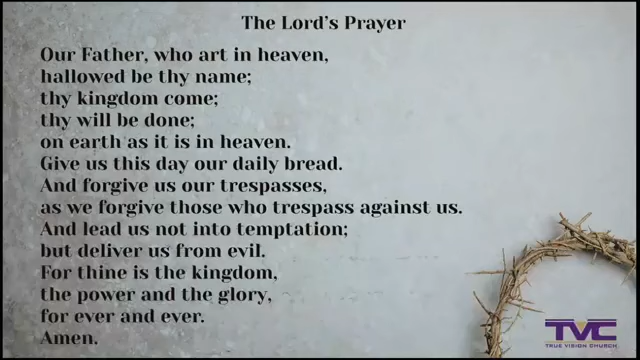 The Lord's Prayer
Our Father, who art in heaven,
hallowed be thy name;
thy kingdom come;
thy will be done;
on earth as it is in heaven.
Give us this day our daily bread.
And forgive us our trespasses,
as we forgive those who trespass against us.
And lead us not into temptation;
but deliver us from evil.
For thine is the kingdom,
the power and the glory,
for ever and ever.
Amen.
TVC
TRUE VISION CHURCH